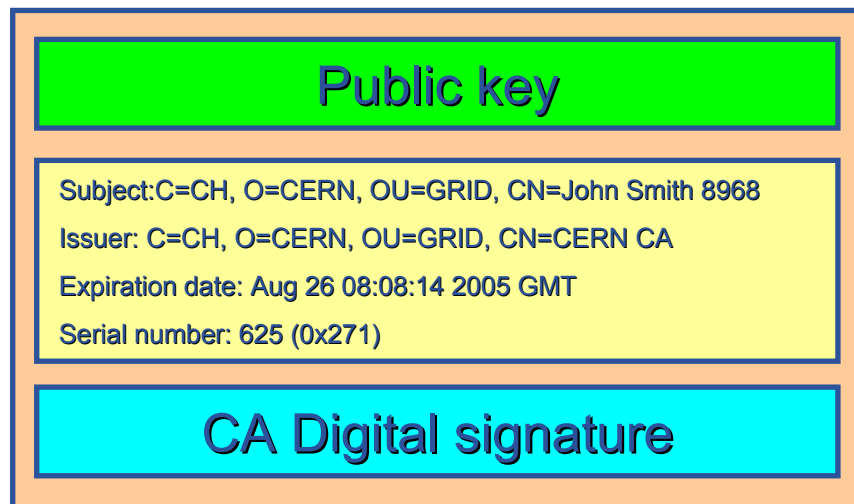 Public key
Subject:C=CH, O=CERN, OU=GRID, CN=John Smith 8968
Issuer: C=CH, O=CERN, OU=GRID, CN=CERN CA
Expiration date: Aug 26 08:08:14 2005 GMT
Serial number: 625 (0x271)
CA Digital signature